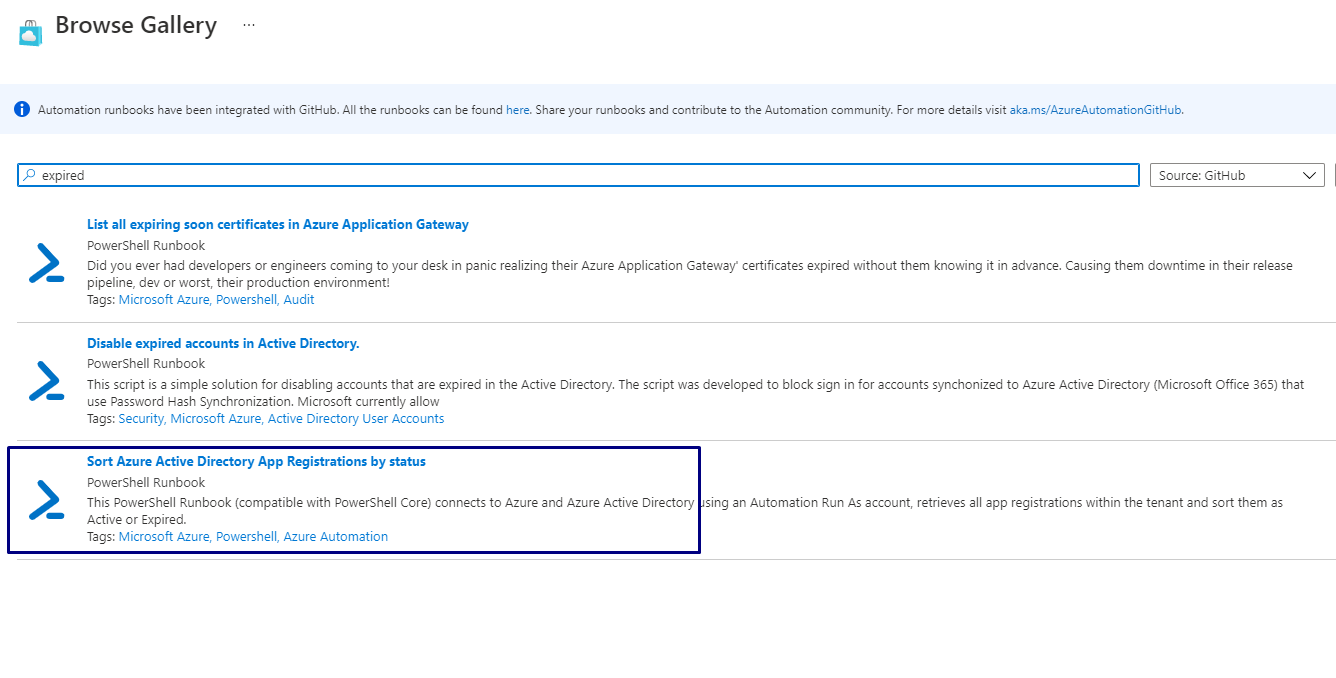 Browse Gallery ...
Automation runbooks have been integrated with GitHub. All the runbooks can be found here. Share your runbooks and contribute to the Automation community. For more details visit aka.ms/AzureAutomationGitHub.
expired
Source: GitHub
List all expiring soon certificates in Azure Application Gateway
PowerShell Runbook
Did you ever had developers or engineers coming to your desk in panic realizing their Azure Application Gateway' certificates expired without them knowing it in advance. Causing them downtime in their release
pipeline, dev or worst, their production environment!
Tags: Microsoft Azure, Powershell, Audit
Disable expired accounts in Active Directory.
PowerShell Runbook
This script is a simple solution for disabling accounts that are expired in the Active Directory. The script was developed to block sign in for accounts synchonized to Azure Active Directory (Microsoft Office 365) that
use Password Hash Synchronization. Microsoft currently allow
Tags: Security, Microsoft Azure, Active Directory User Accounts
Sort Azure Active Directory App Registrations by status
PowerShell Runbook
This PowerShell Runbook (compatible with PowerShell Core) connects to Azure and Azure Active Directory using an Automation Run As account, retrieves all app registrations within the tenant and sort them as
Active or Expired.
Tags: Microsoft Azure, Powershell, Azure Automation